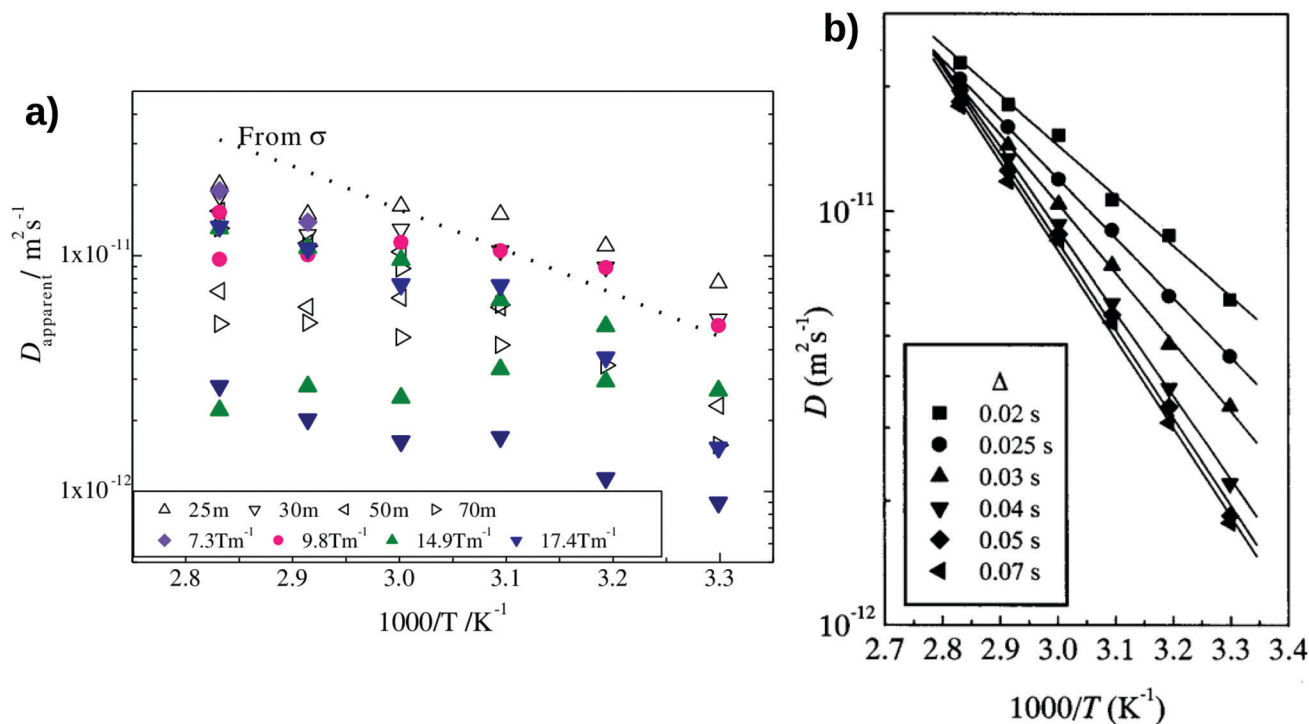 a)
From σ
1x10⁻¹¹
1x10⁻¹²
D_apparent / m²s⁻¹
△ 25m ▽ 30m ◁ 50m ▷ 70m
◆ 7.3Tm⁻¹ ● 9.8Tm⁻¹ ▲ 14.9Tm⁻¹ ▼ 17.4Tm⁻¹
2.8 2.9 3.0 3.1 3.2 3.3
1000/T /K⁻¹
b)
10⁻¹¹
10⁻¹²
D (m²s⁻¹)
Δ
■ 0.02 s
● 0.025 s
▲ 0.03 s
▼ 0.04 s
◆ 0.05 s
◀ 0.07 s
2.7 2.8 2.9 3.0 3.1 3.2 3.3 3.4
1000/T (K⁻¹)